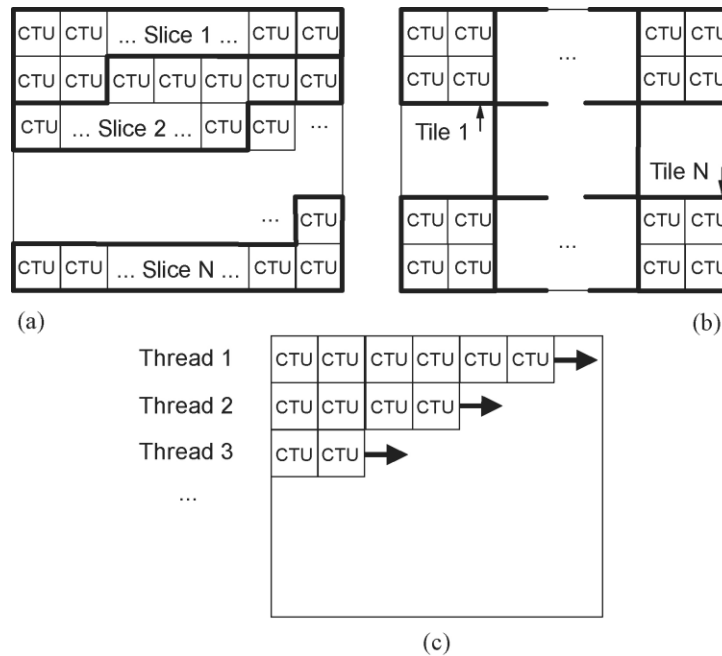 CTU CTU ... Slice 1 ... CTU CTU
CTU CTU CTU CTU CTU CTU CTU
CTU ... Slice 2 ... CTU CTU ...
... CTU
CTU CTU ... Slice N ... CTU CTU
(a)
CTU CTU ... CTU CTU
CTU CTU CTU CTU
Tile 1
Tile N
CTU CTU ... CTU CTU
CTU CTU CTU CTU
(b)
Thread 1 CTU CTU CTU CTU CTU CTU
Thread 2 CTU CTU CTU CTU
Thread 3 CTU CTU
...
(c)